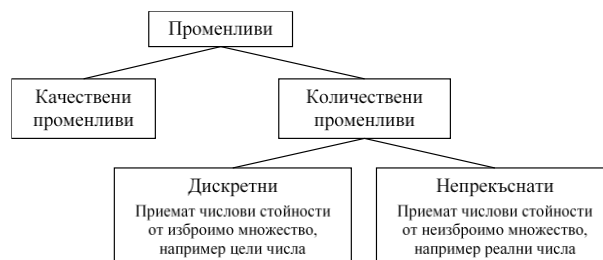 Променливи
Качествени
променливи
Количествени
променливи
Дискретни
Приемат числови стойности
от изброимо множество,
например цели числа
Непрекъснати
Приемат числови стойности
от неизброимо множество,
например реални числа